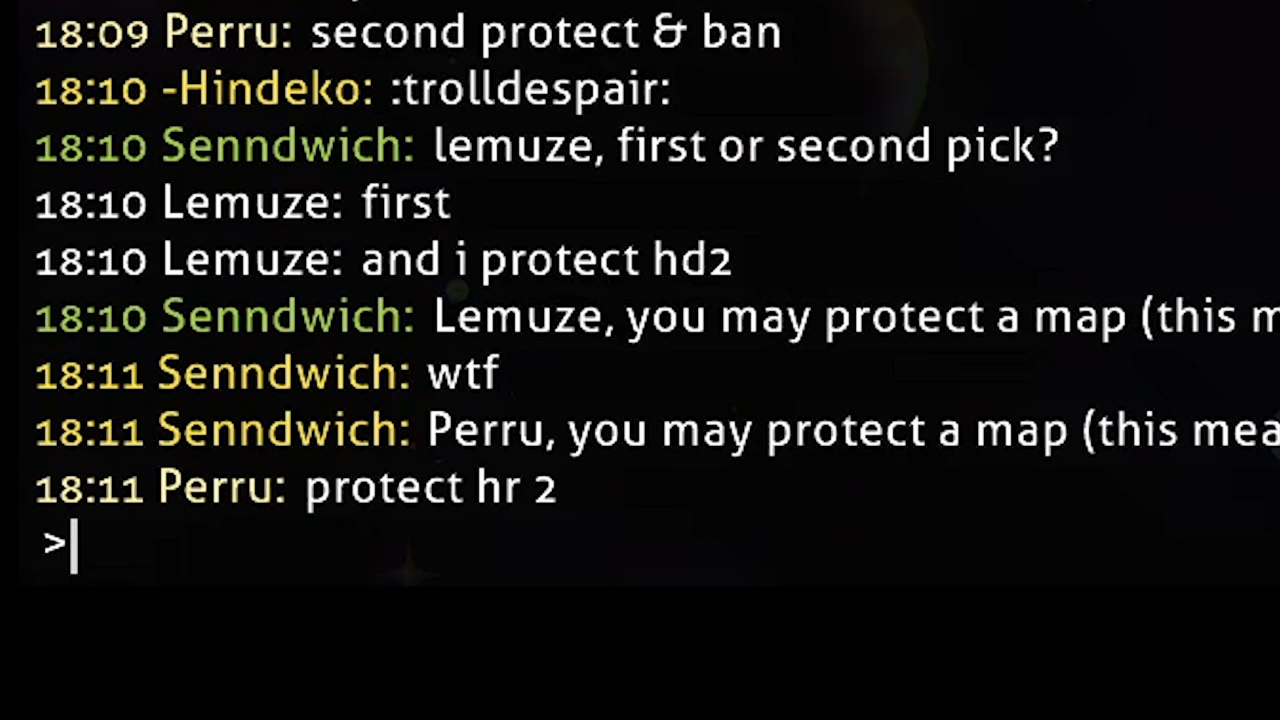 18:09 Perru: second protect & ban
18:10 -Hindeko: :trolldespair:
18:10 Senndwich: lemuze, first or second pick?
18:10 Lemuze: first
18:10 Lemuze: and i protect hd2
18:10 Senndwich: Lemuze, you may protect a map (this m
18:11 Senndwich: wtf
18:11 Senndwich: Perru, you may protect a map (this mea
18:11 Perru: protect hr 2
>